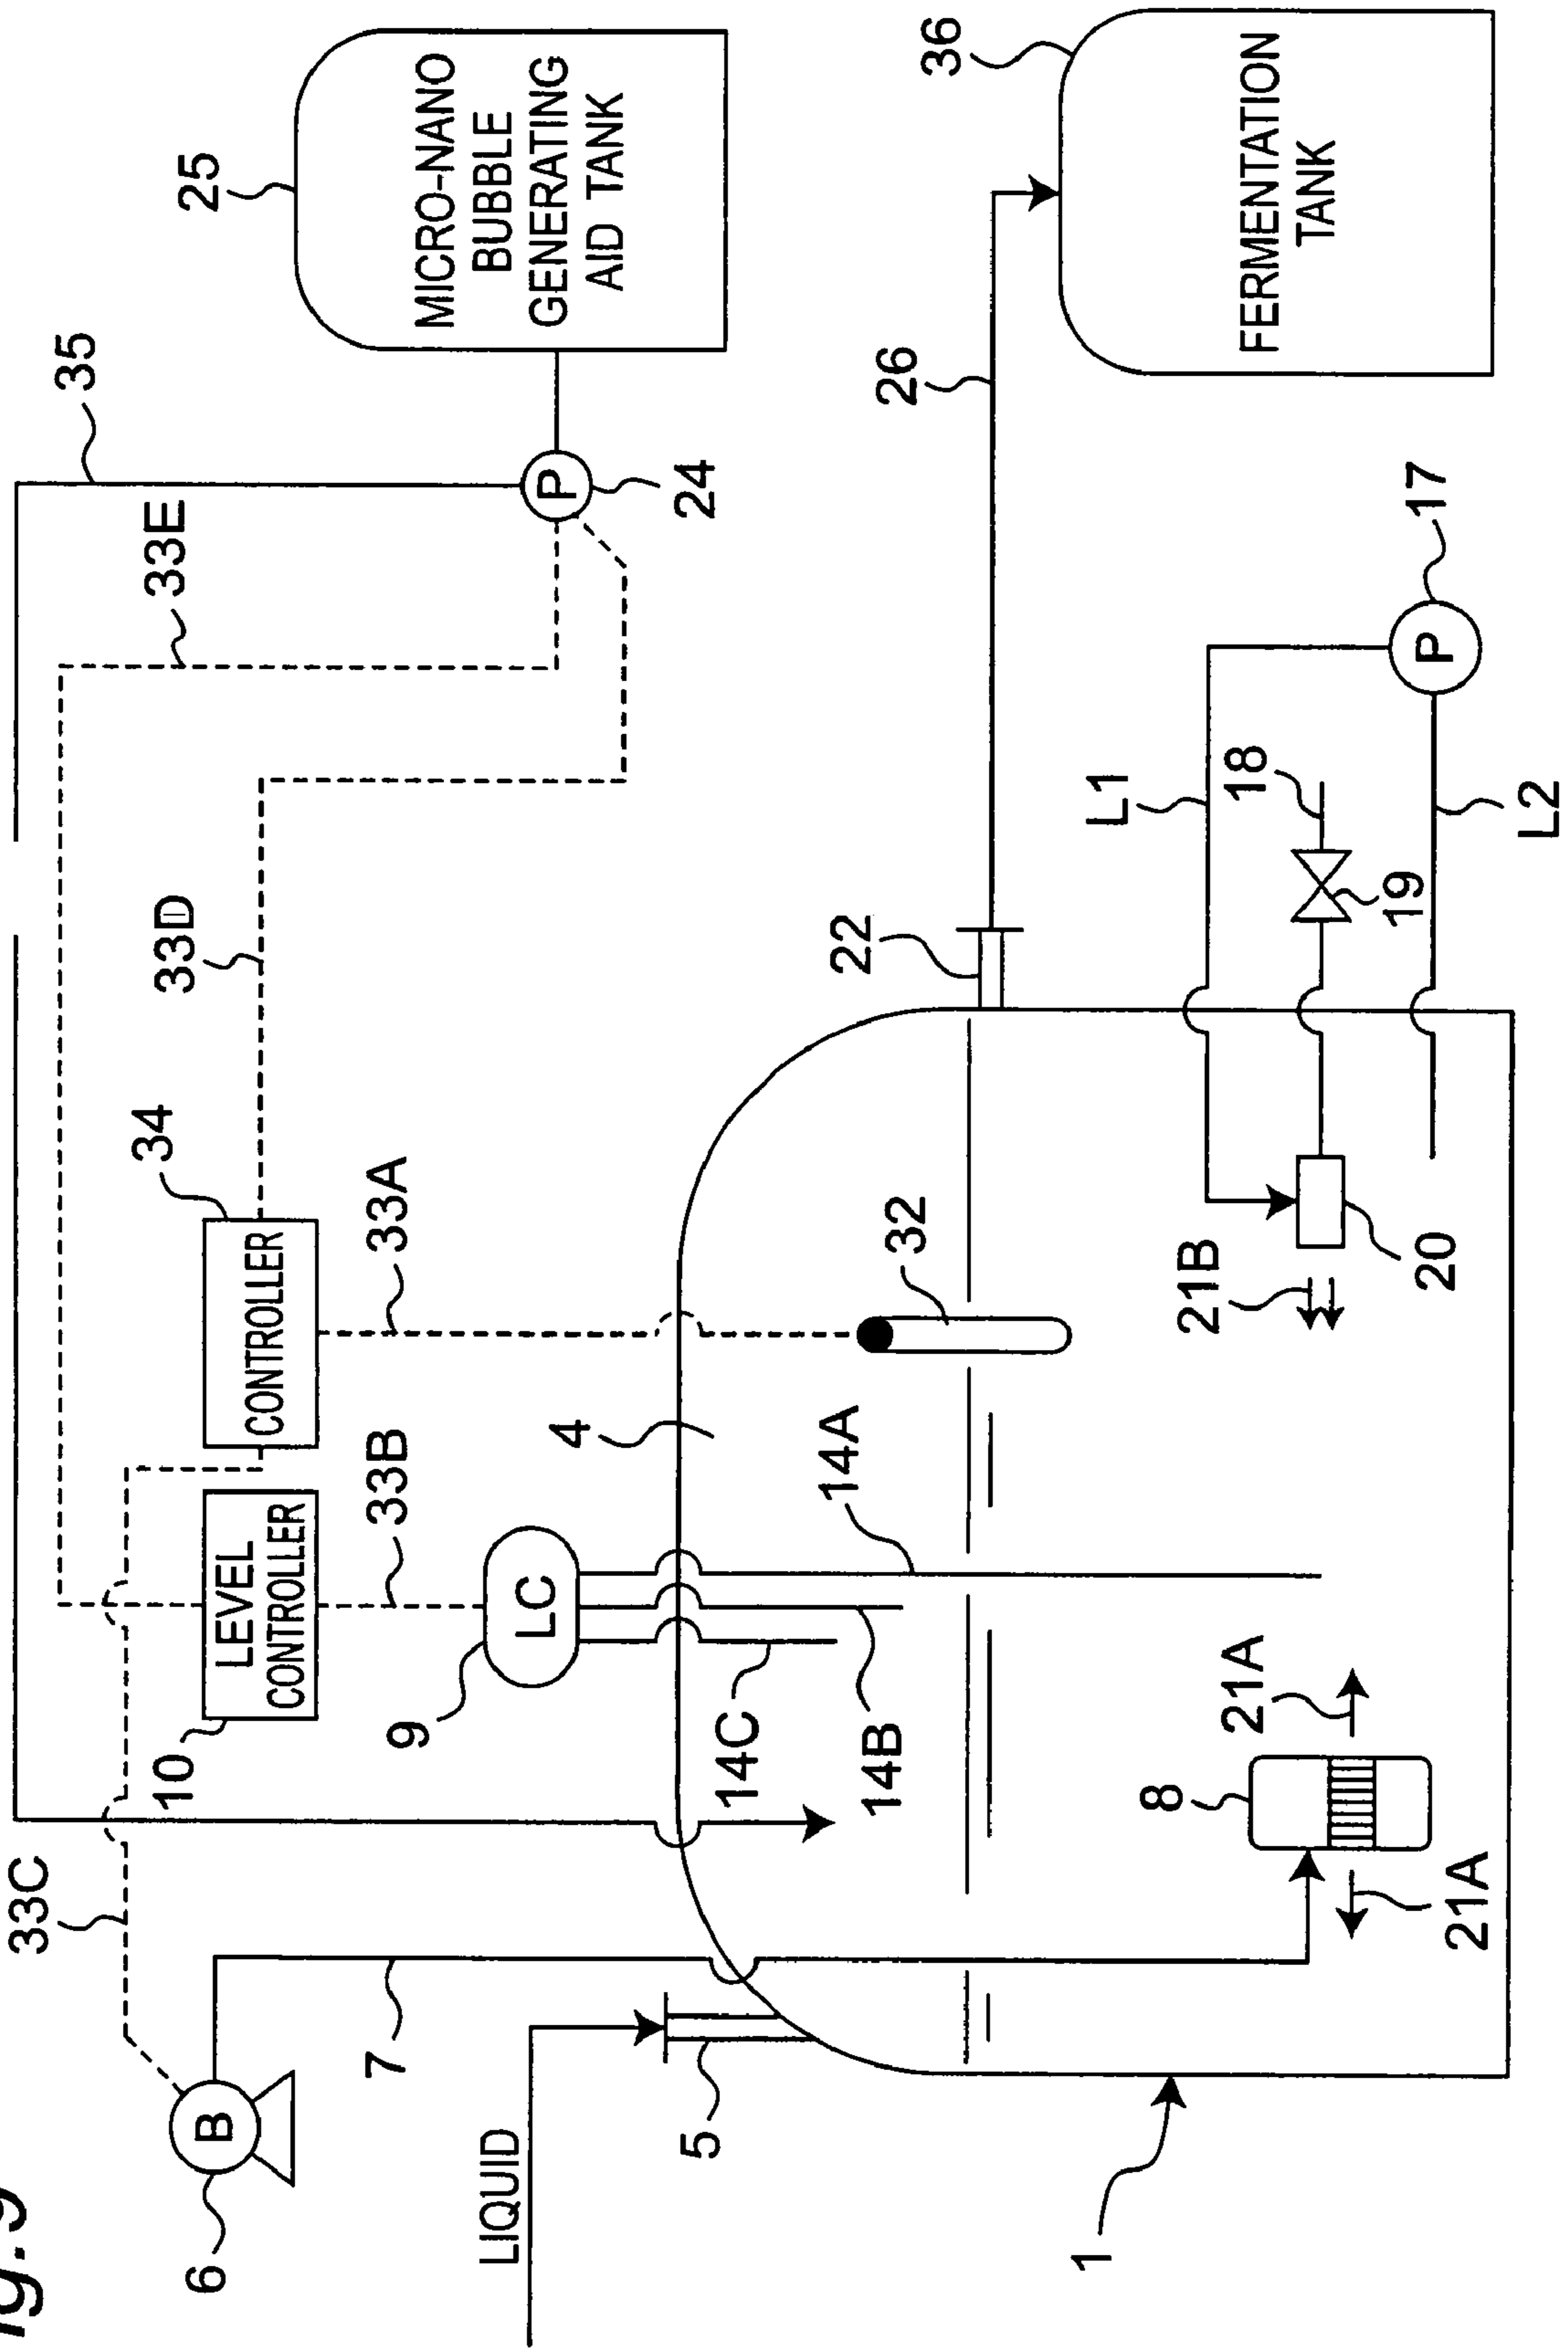 ig.9
33C
35
33E
33D
34
10
25
6
LEVEL
CONTROLLER
CONTROLLER
33B
33A
7
9
LC
B
P
24
MICRO-NANO
BUBBLE
GENERATING
AID TANK
LIQUID
5
4
14C
14A
14B
32
22
26
36
1
8
21A
21A
21B
20
L1
18
19
17
P
L2
FERMENTATION
TANK